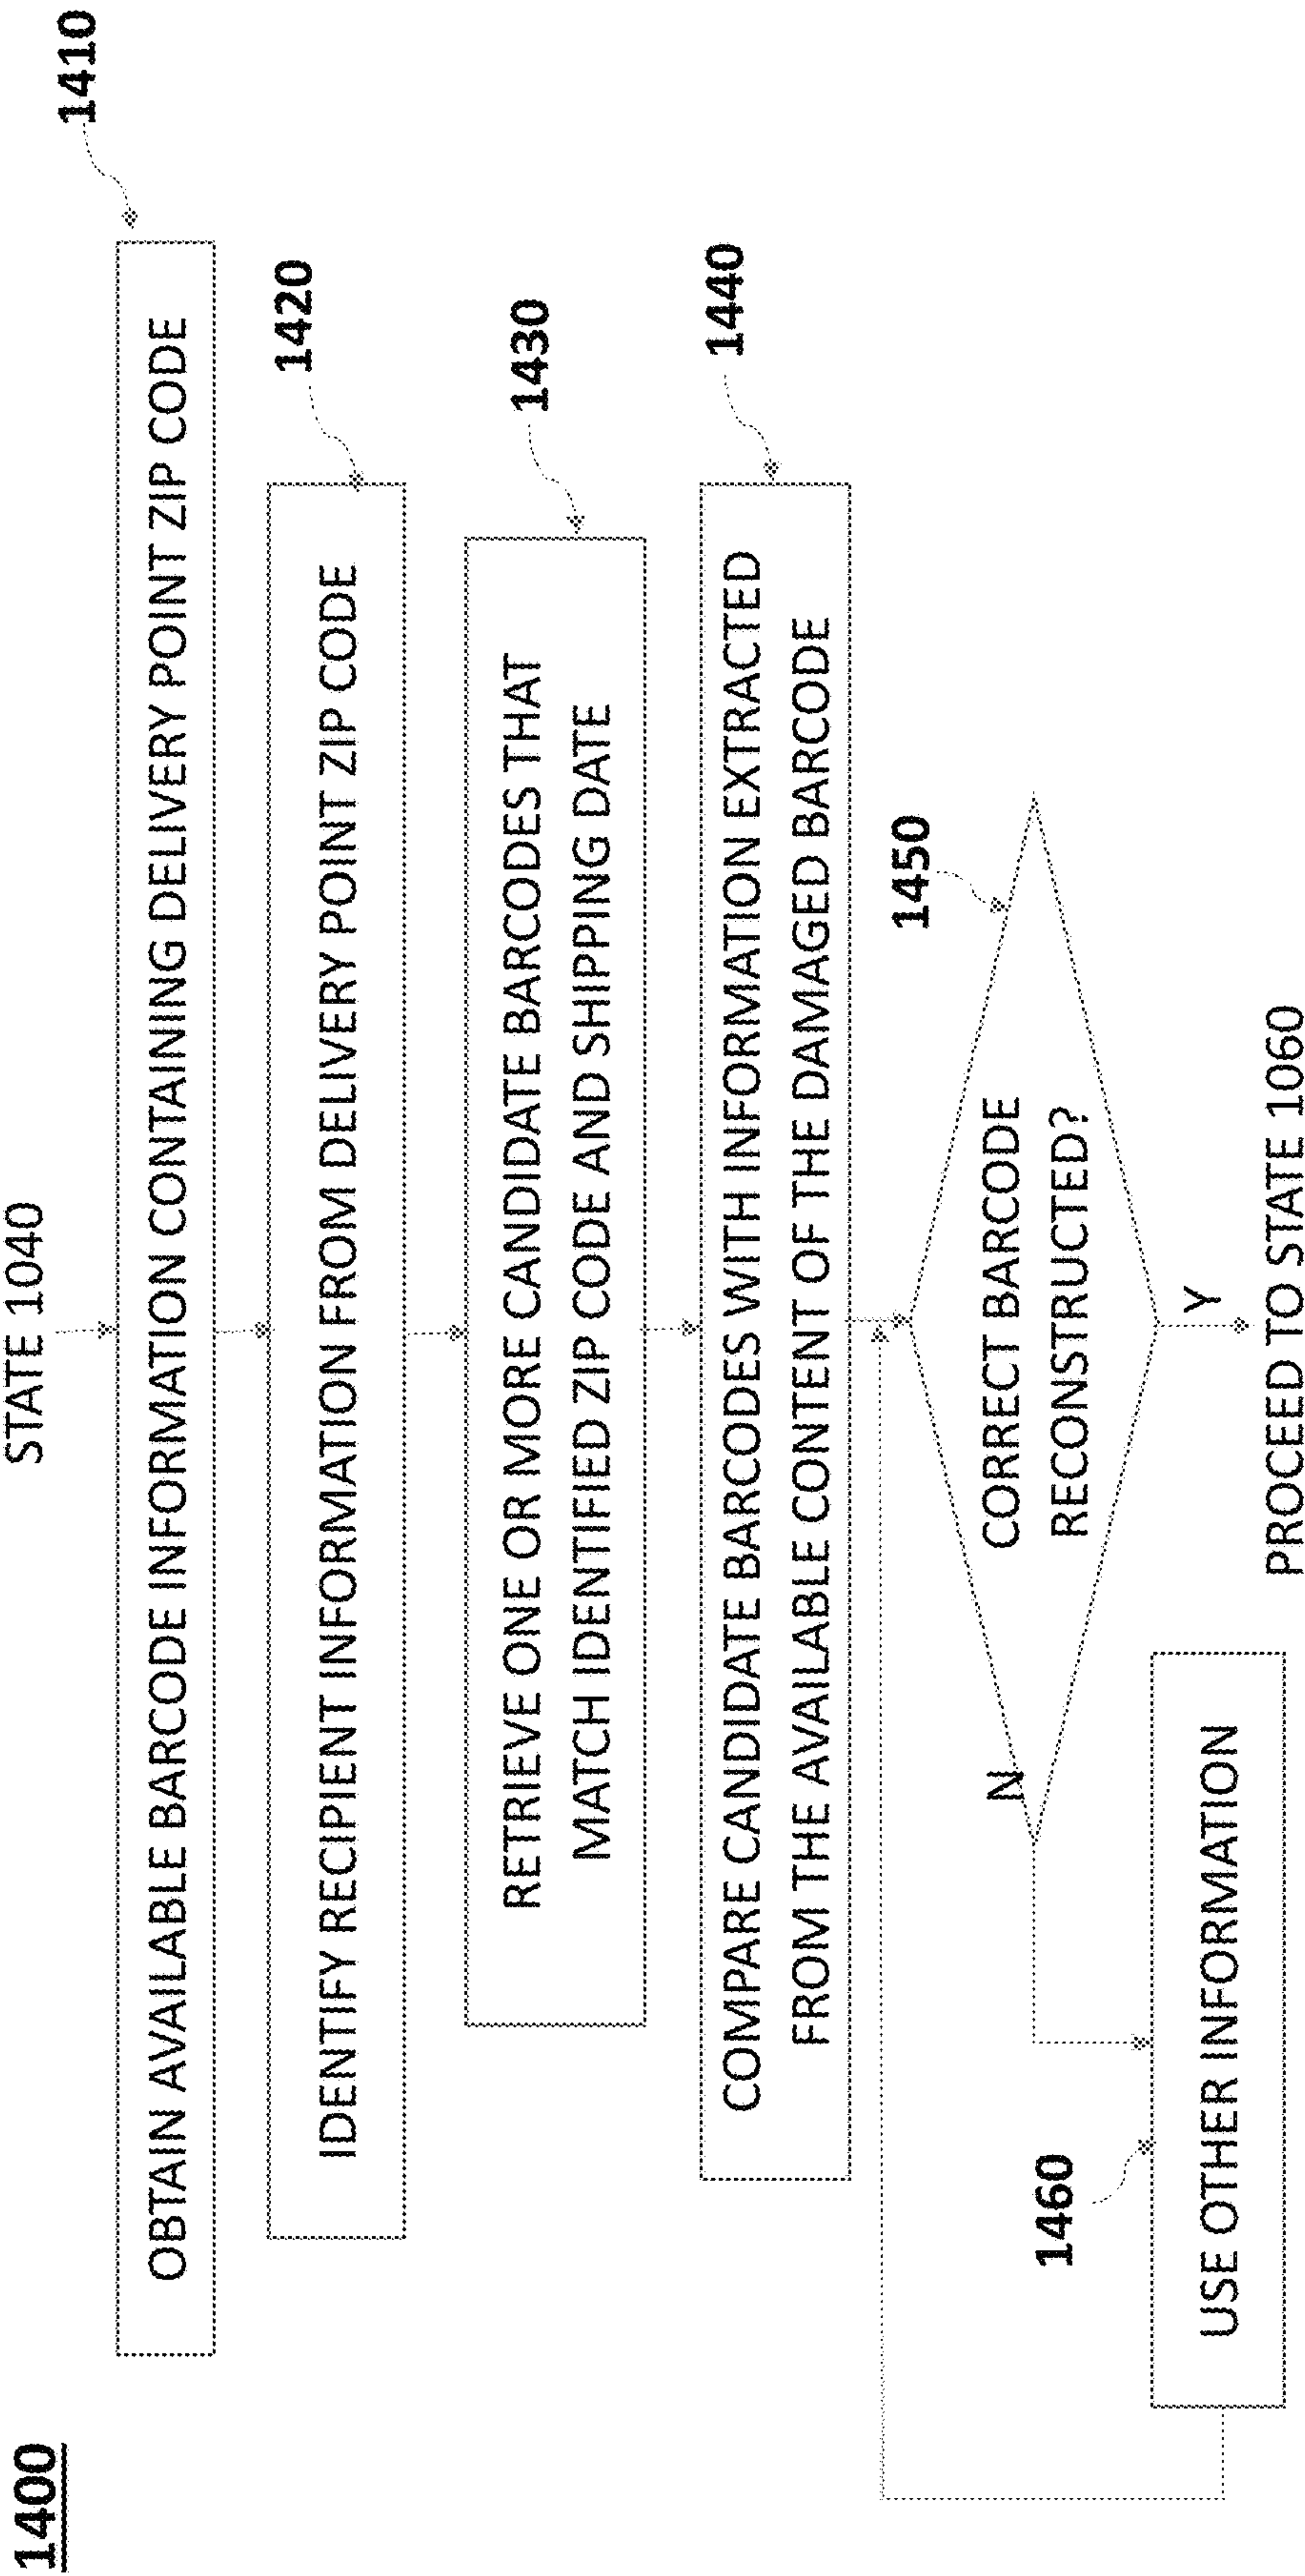 1400
STATE 1040
1410
OBTAIN AVAILABLE BARCODE INFORMATION CONTAINING DELIVERY POINT ZIP CODE
1420
IDENTIFY RECIPIENT INFORMATION FROM DELIVERY POINT ZIP CODE
1430
RETRIEVE ONE OR MORE CANDIDATE BARCODES THAT
MATCH IDENTIFIED ZIP CODE AND SHIPPING DATE
1440
COMPARE CANDIDATE BARCODES WITH INFORMATION EXTRACTED
FROM THE AVAILABLE CONTENT OF THE DAMAGED BARCODE
1450
CORRECT BARCODE
RECONSTRUCTED?
N
Y
1460
USE OTHER INFORMATION
PROCEED TO STATE 1060